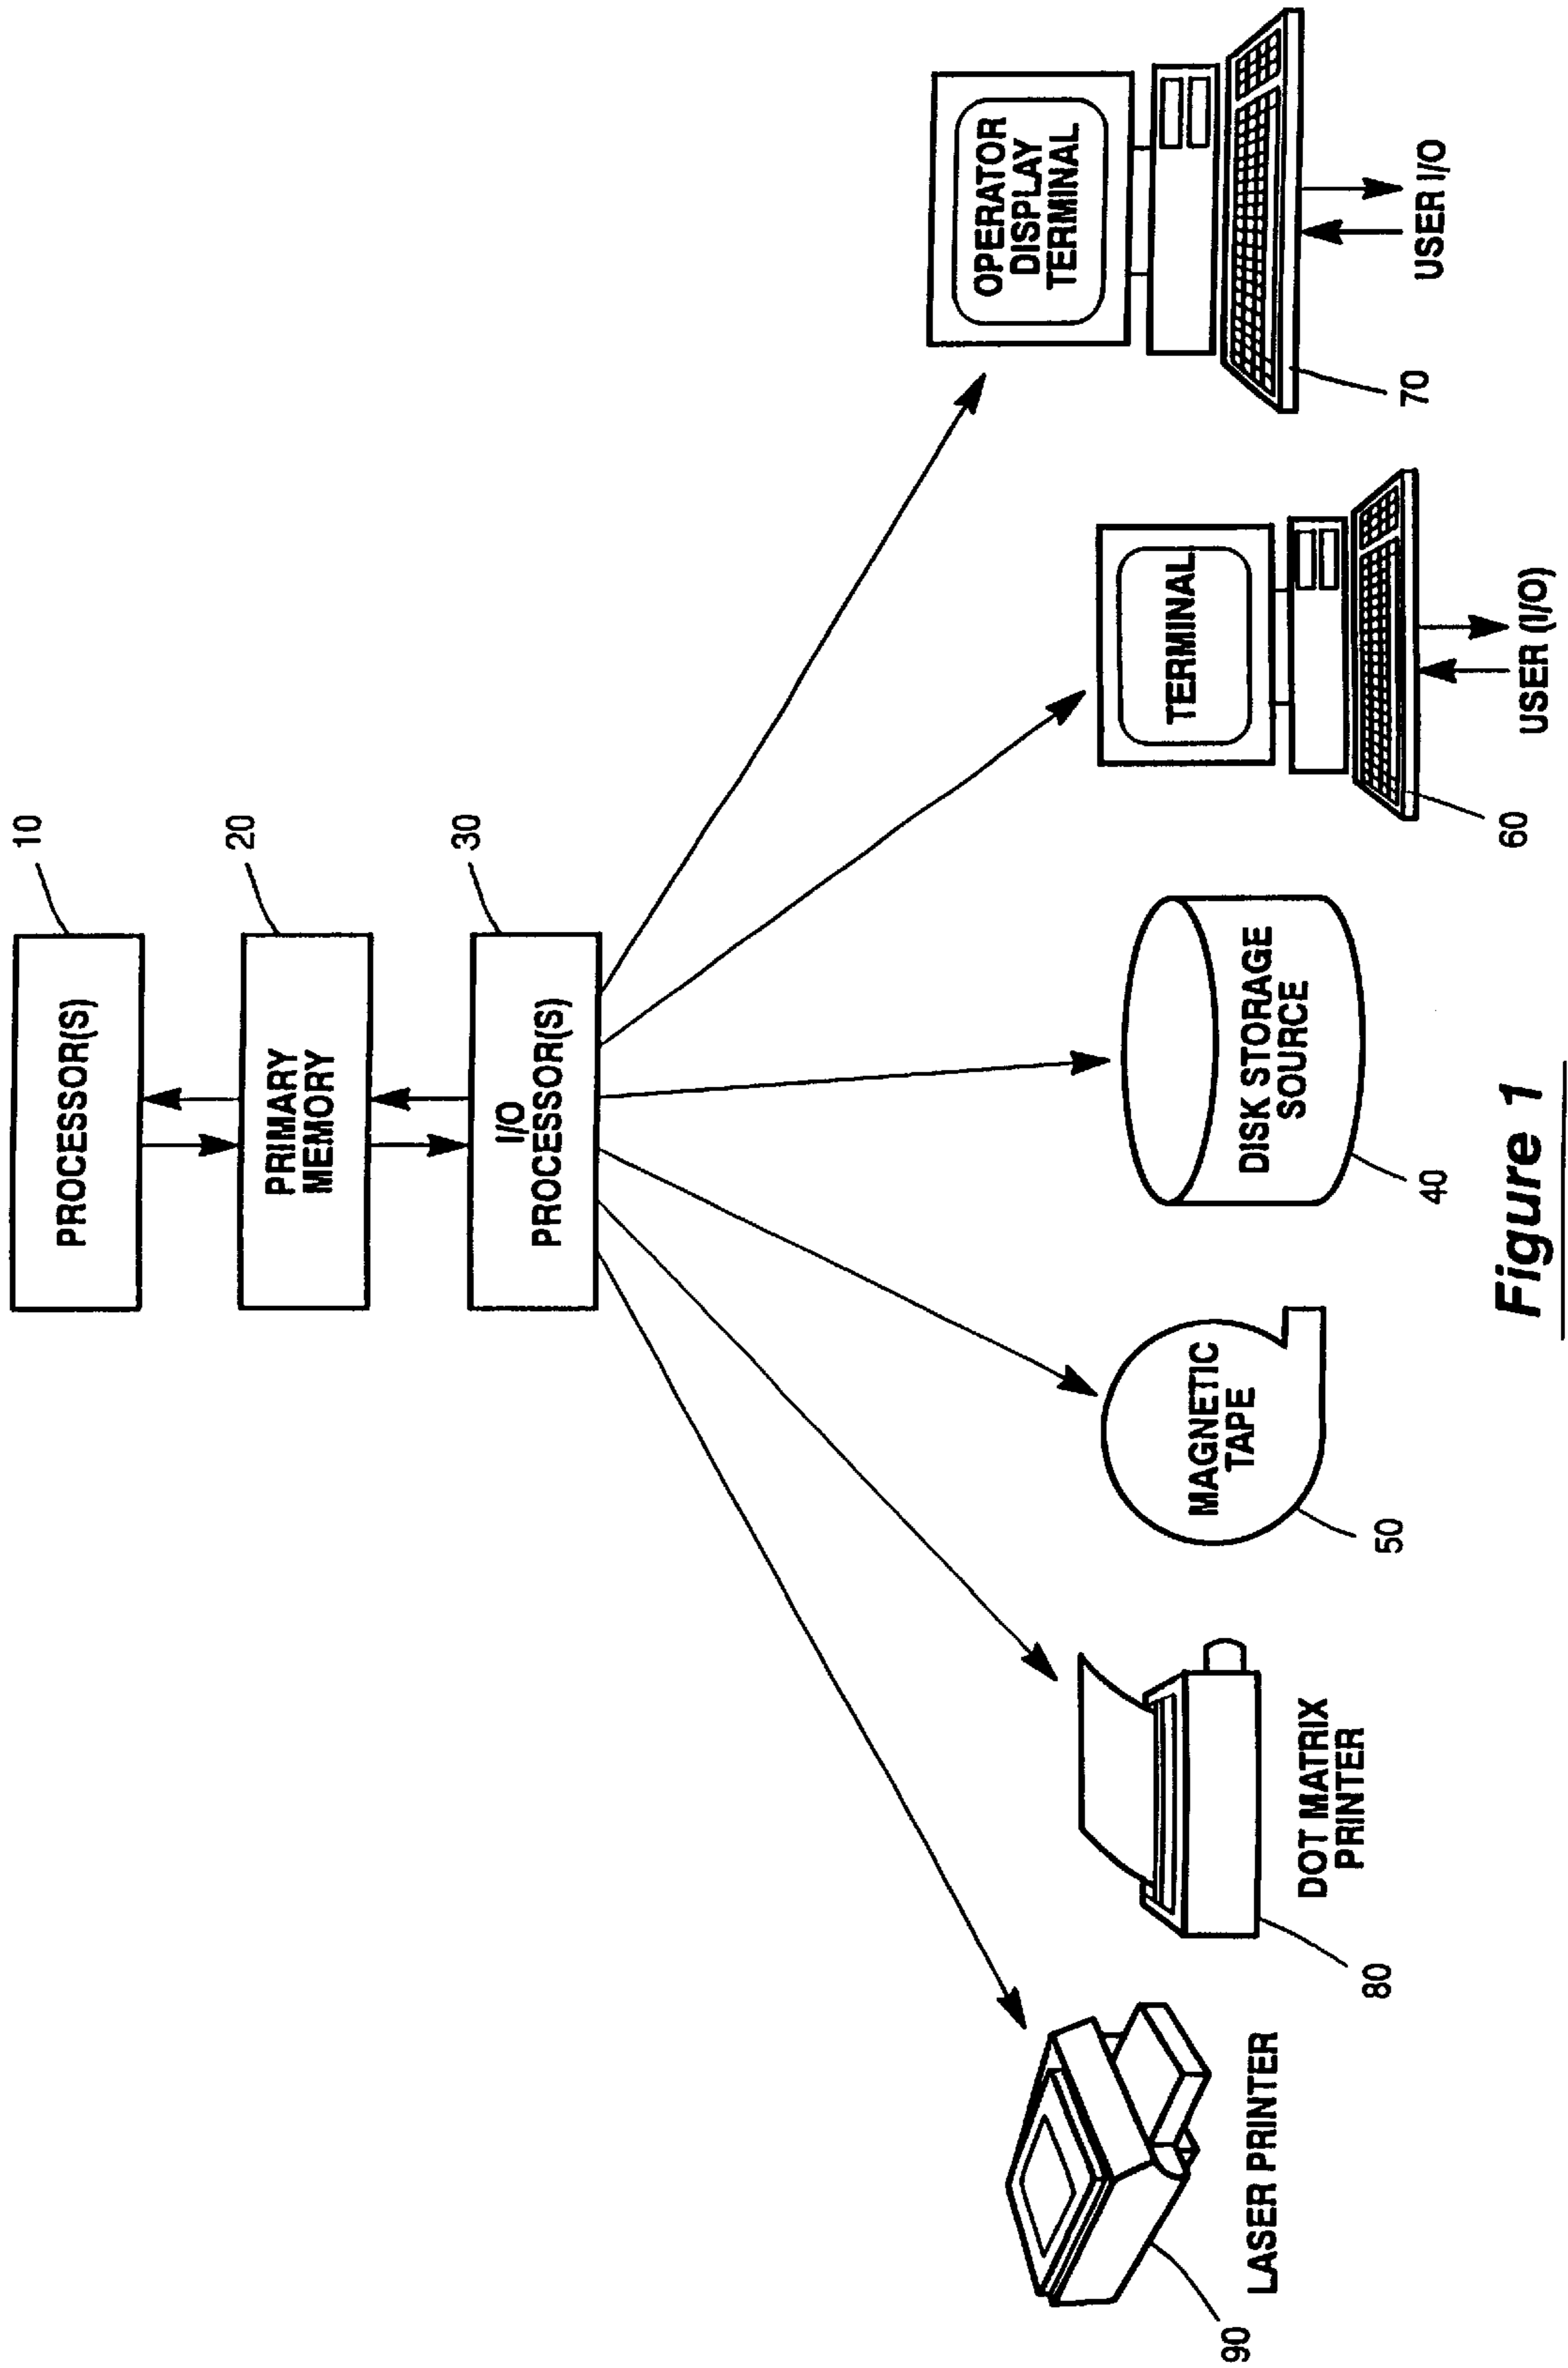 10
PROCESSOR(S)
20
PRIMARY
MEMORY
30
I/O
PROCESSOR(S)
LASER PRINTER
90
DOT MATRIX
PRINTER
80
MAGNETIC
TAPE
50
DISK STORAGE
SOURCE
40
TERMINAL
60
USER (I/O)
OPERATOR
DISPLAY
TERMINAL
70
USER I/O
Figure 1